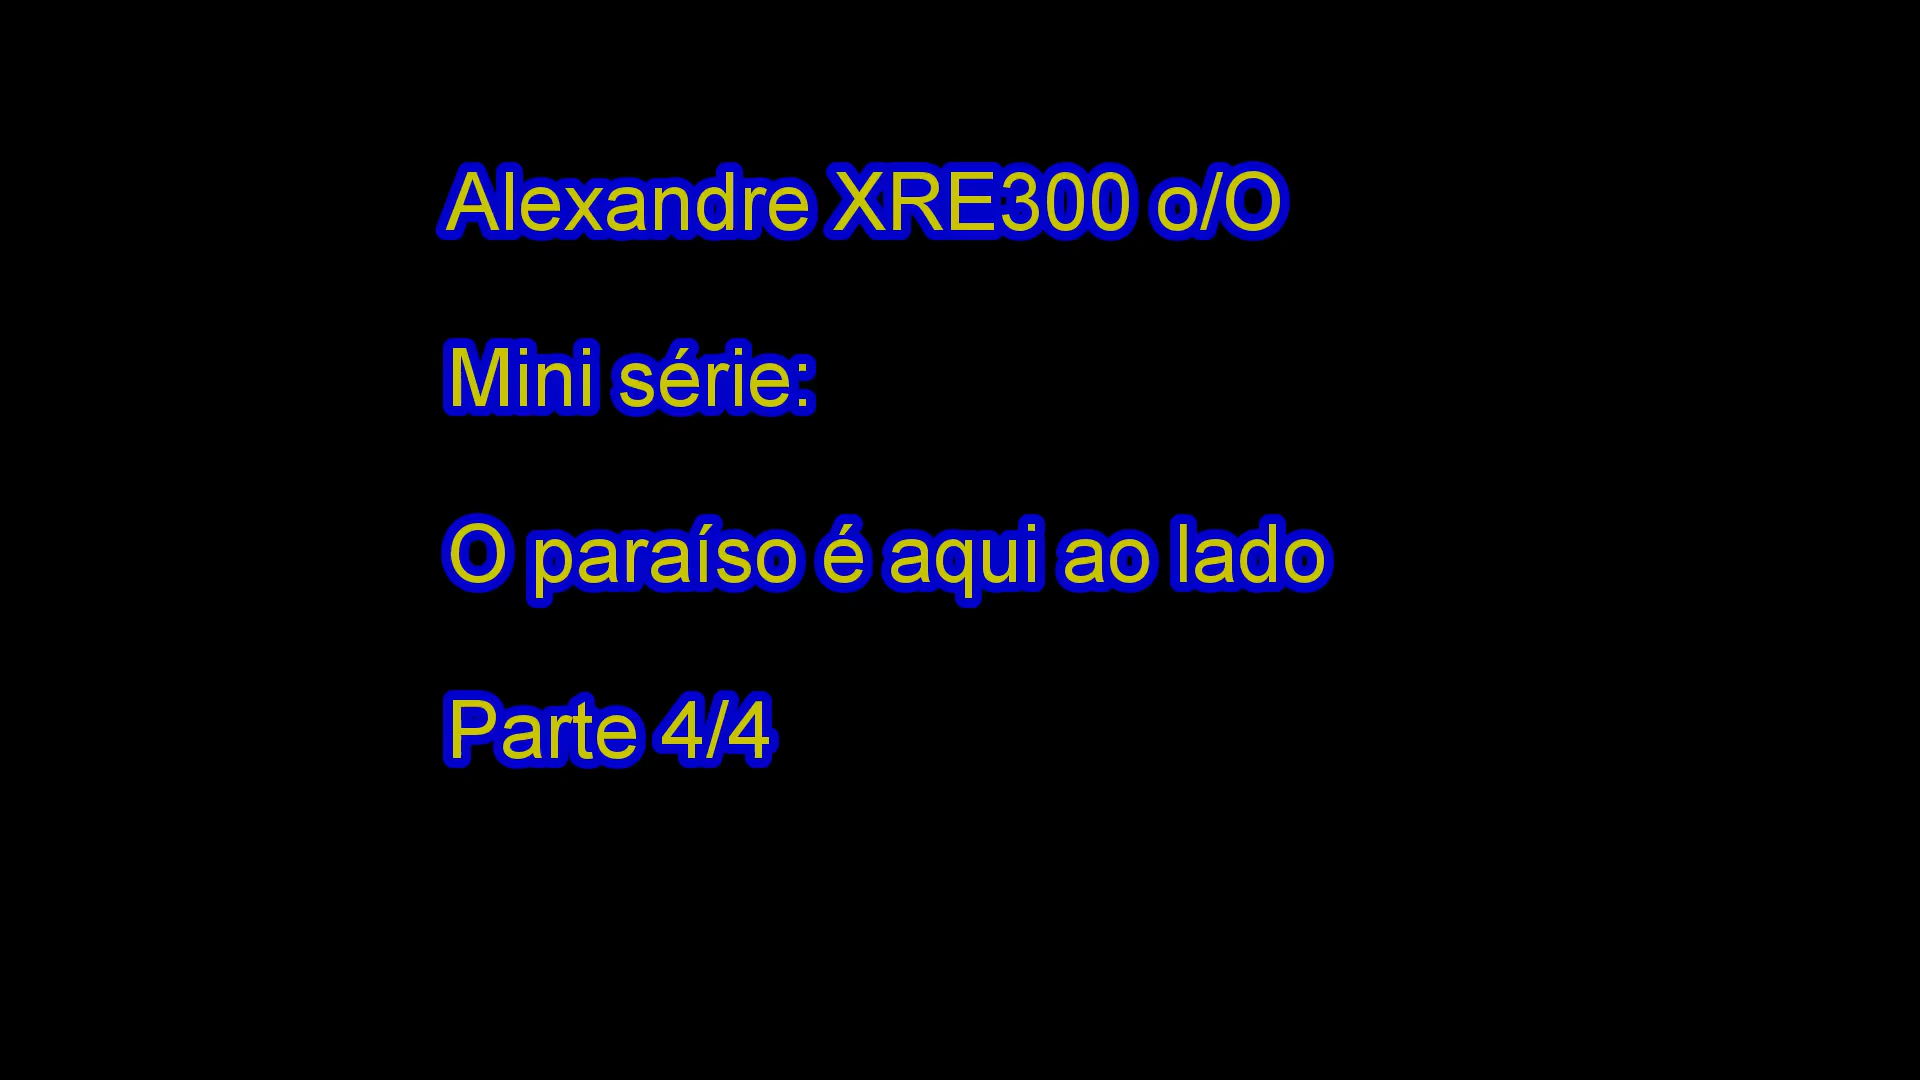 Alexandre XRE300 o/O
Mini série:
O paraíso é aqui ao lado
Parte 4/4